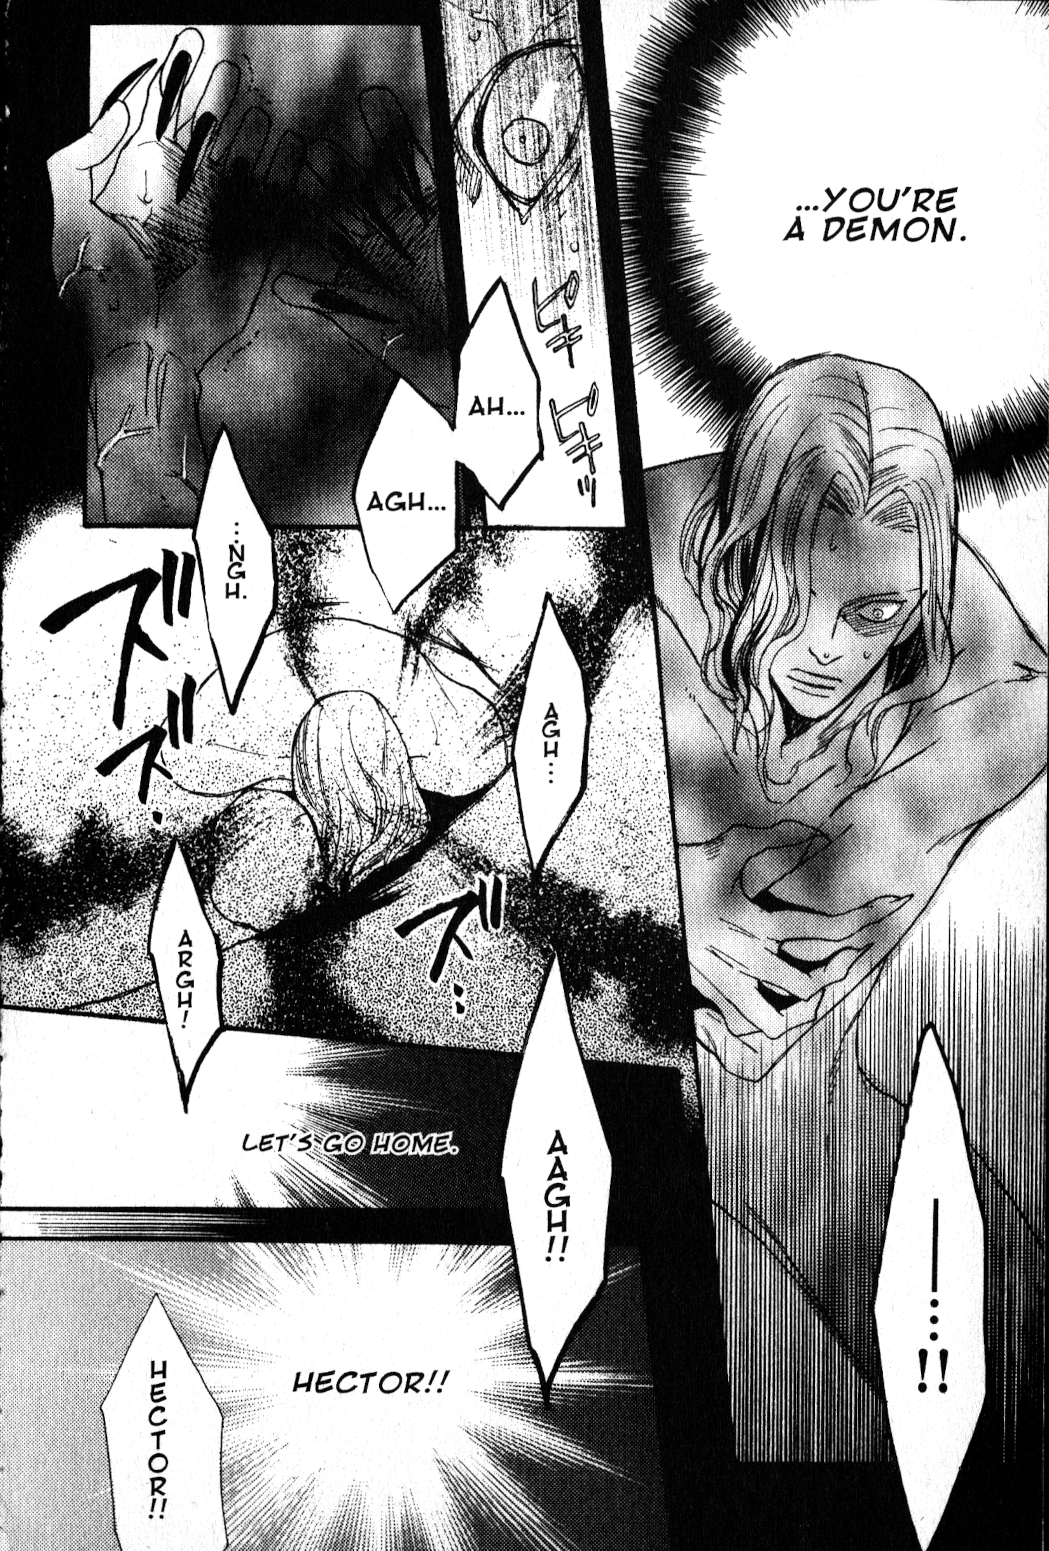 ...YOU'RE
A DEMON.
ピキ
ピキッ
AH...
AGH...
...NGH.
ズ
ズ...
AGH...
ズ...
ARGH!
—...!!
LET'S GO HOME.
AAGH!!
HECTOR!!
HECTOR!!